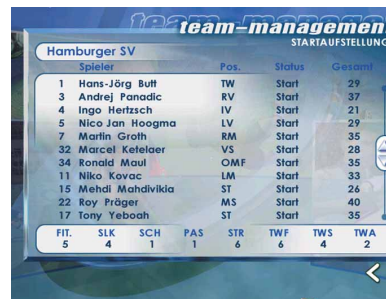 team-management
STARTAUFSTELLUNG
Hamburger SV
Spieler Pos. Status Gesamt
1 Hans-Jörg Butt TW Start 29
3 Andrej Panadic RV Start 37
4 Ingo Hertzsch IV Start 21
5 Nico Jan Hoogma LV Start 29
7 Martin Groth RM Start 35
32 Marcel Ketelaer VS Start 28
34 Ronald Maul OMF Start 35
11 Niko Kovac LM Start 33
15 Mehdi Mahdivikia ST Start 26
22 Roy Präger MS Start 40
17 Tony Yeboah ST Start 35
FIT. SLK SCH PAS STR TWF TWS TWA
5 4 1 1 6 6 4 2